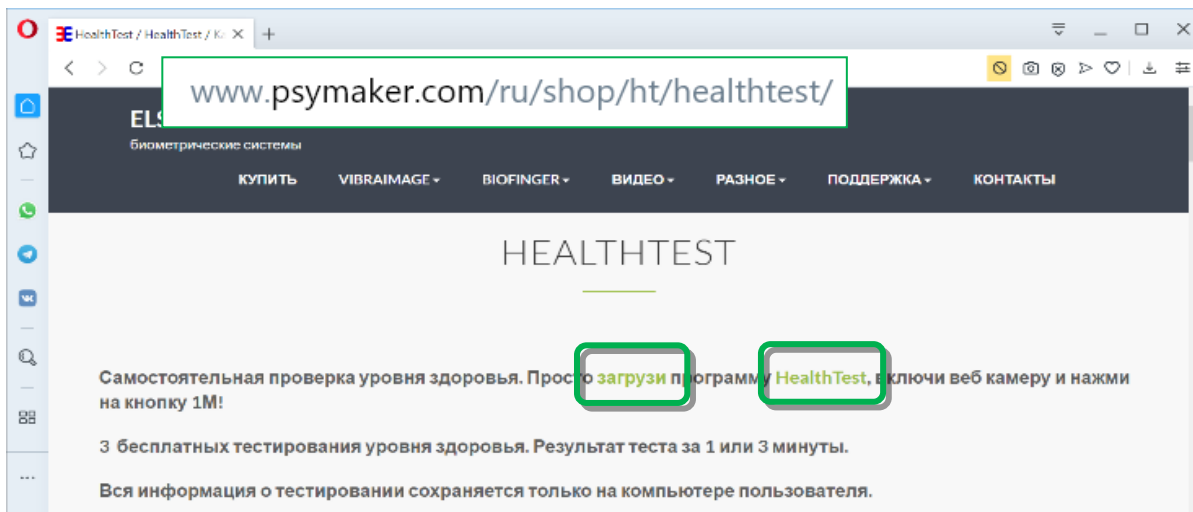 HealthTest / HealthTest / Ка
www.psymaker.com/ru/shop/ht/healthtest/
биометрические системы
КУПИТЬ VIBRAIMAGE BIOFINGER ВИДЕО РАЗНОЕ ПОДДЕРЖКА КОНТАКТЫ
HEALTHTEST
Самостоятельная проверка уровня здоровья. Просто загрузи программу HealthTest, включи веб камеру и нажми
на кнопку 1М!
3 бесплатных тестирования уровня здоровья. Результат теста за 1 или 3 минуты.
Вся информация о тестировании сохраняется только на компьютере пользователя.